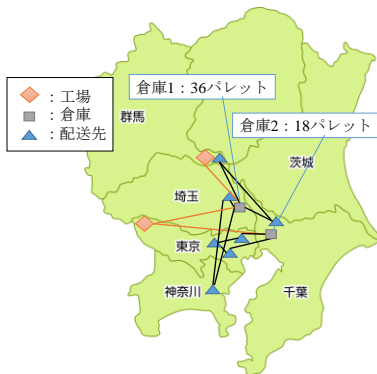 倉庫1：36パレット
：工場
：倉庫
：配送先
群馬
倉庫2：18パレット
茨城
埼玉
東京
神奈川
千葉